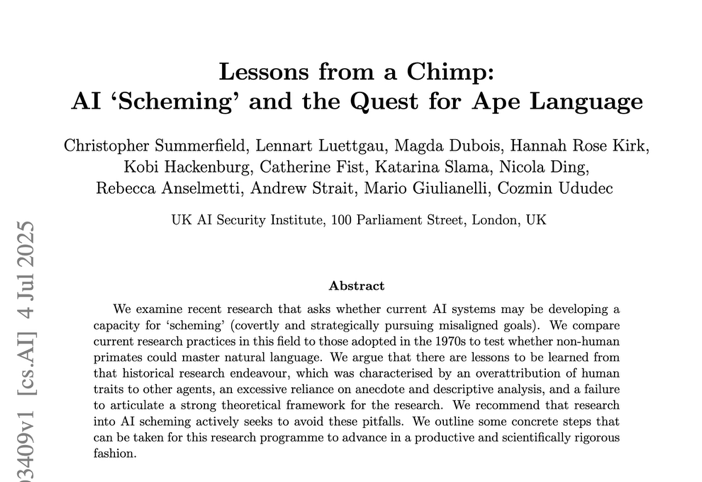 Lessons from a Chimp:
AI ‘Scheming’ and the Quest for Ape Language
Christopher Summerfield, Lennart Luettgau, Magda Dubois, Hannah Rose Kirk,
Kobi Hackenburg, Catherine Fist, Katarina Slama, Nicola Ding,
Rebecca Anselmetti, Andrew Strait, Mario Giulianelli, Cozmin Ududec
UK AI Security Institute, 100 Parliament Street, London, UK
Abstract
We examine recent research that asks whether current AI systems may be developing a
capacity for ‘scheming’ (covertly and strategically pursuing misaligned goals). We compare
current research practices in this field to those adopted in the 1970s to test whether non-human
primates could master natural language. We argue that there are lessons to be learned from
that historical research endeavour, which was characterised by an overattribution of human
traits to other agents, an excessive reliance on anecdote and descriptive analysis, and a failure
to articulate a strong theoretical framework for the research. We recommend that research
into AI scheming actively seeks to avoid these pitfalls. We outline some concrete steps that
can be taken for this research programme to advance in a productive and scientifically rigorous
fashion.
03409v1 [cs.AI] 4 Jul 2025